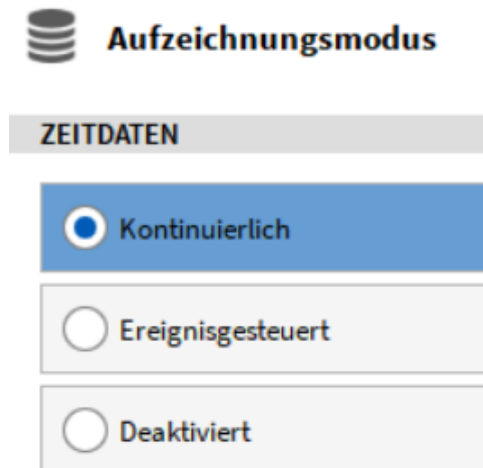 Aufzeichnungsmodus
ZEITDATEN
Kontinuierlich
Ereignisgesteuert
Deaktiviert